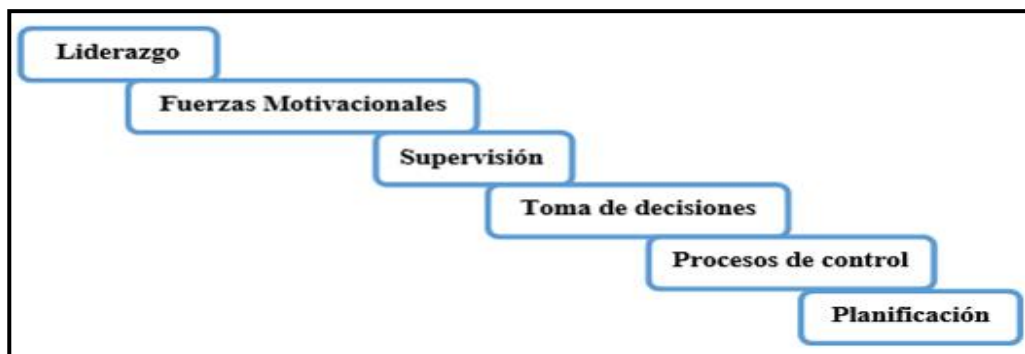 Liderazgo
Fuerzas Motivacionales
Supervisión
Toma de decisiones
Procesos de control
Planificación